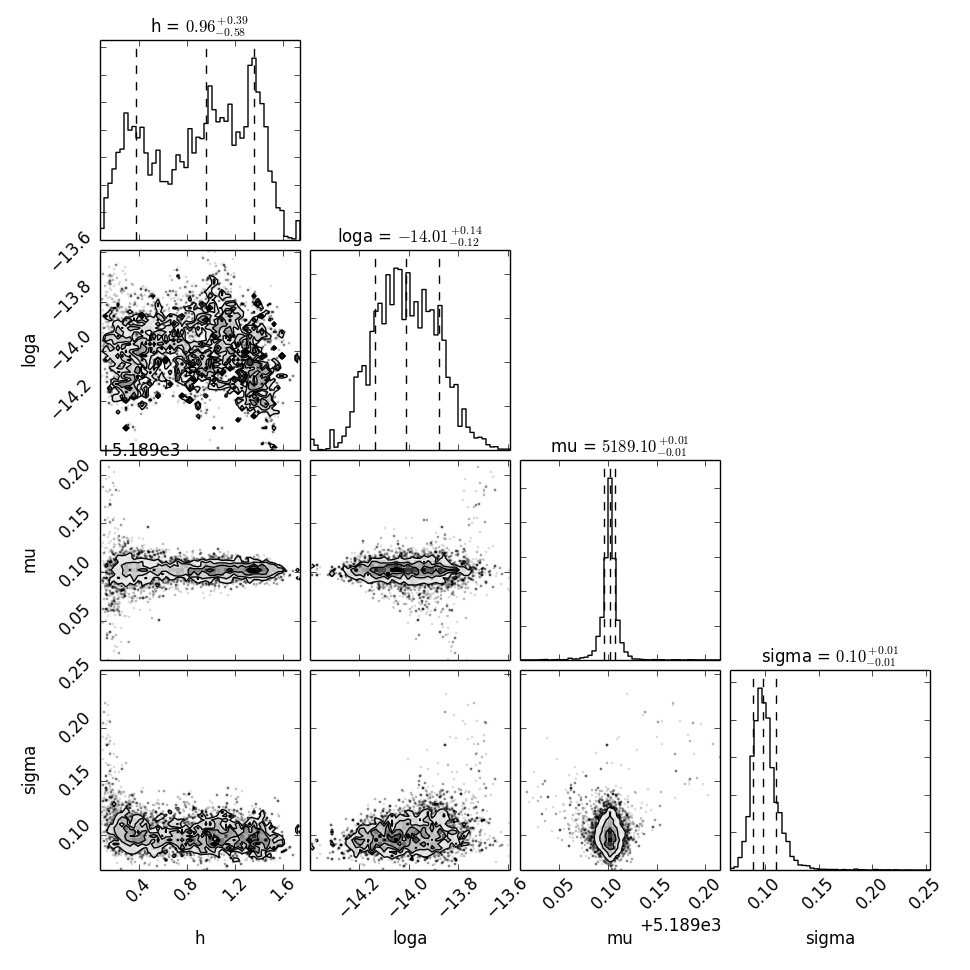 h = 0.96+0.39−0.58
−13.6
loga = −14.01+0.14−0.12
−13.8
loga
−14.0
−14.2
+5.189e3
mu = 5189.10+0.01−0.01
0.20
0.15
mu
0.10
0.05
sigma = 0.10+0.01−0.01
0.25
0.20
sigma
0.15
0.10
0.4 0.8 1.2 1.6 −14.2 −14.0 −13.8 −13.6 0.05 0.10 0.15 0.20 0.10 0.15 0.20 0.25
+5.189e3
h loga mu sigma